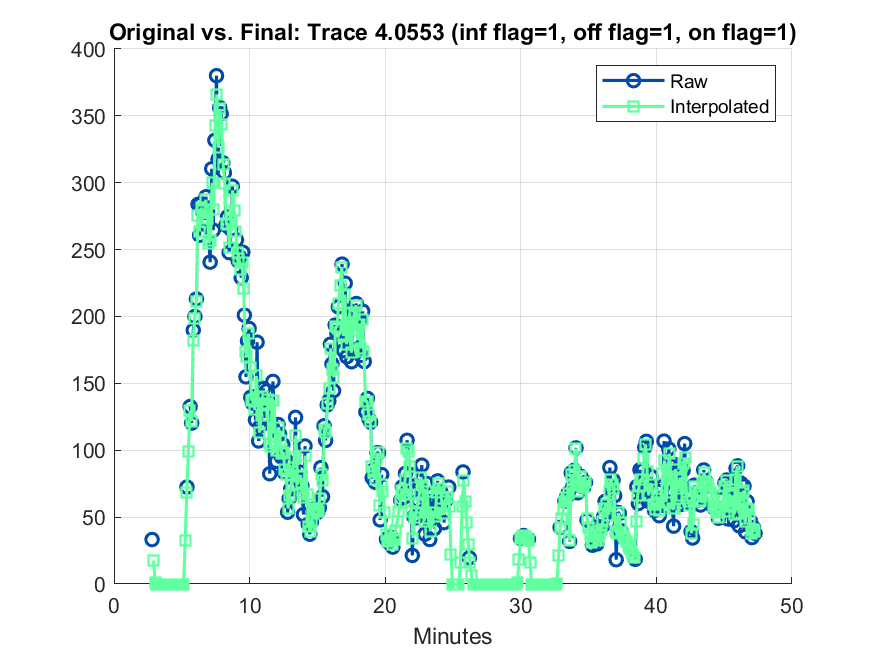 Original vs. Final: Trace 4.0553 (inf flag=1, off flag=1, on flag=1)
400
350
300
250
200
150
100
50
0
Raw
Interpolated
0 10 20 30 40 50
Minutes